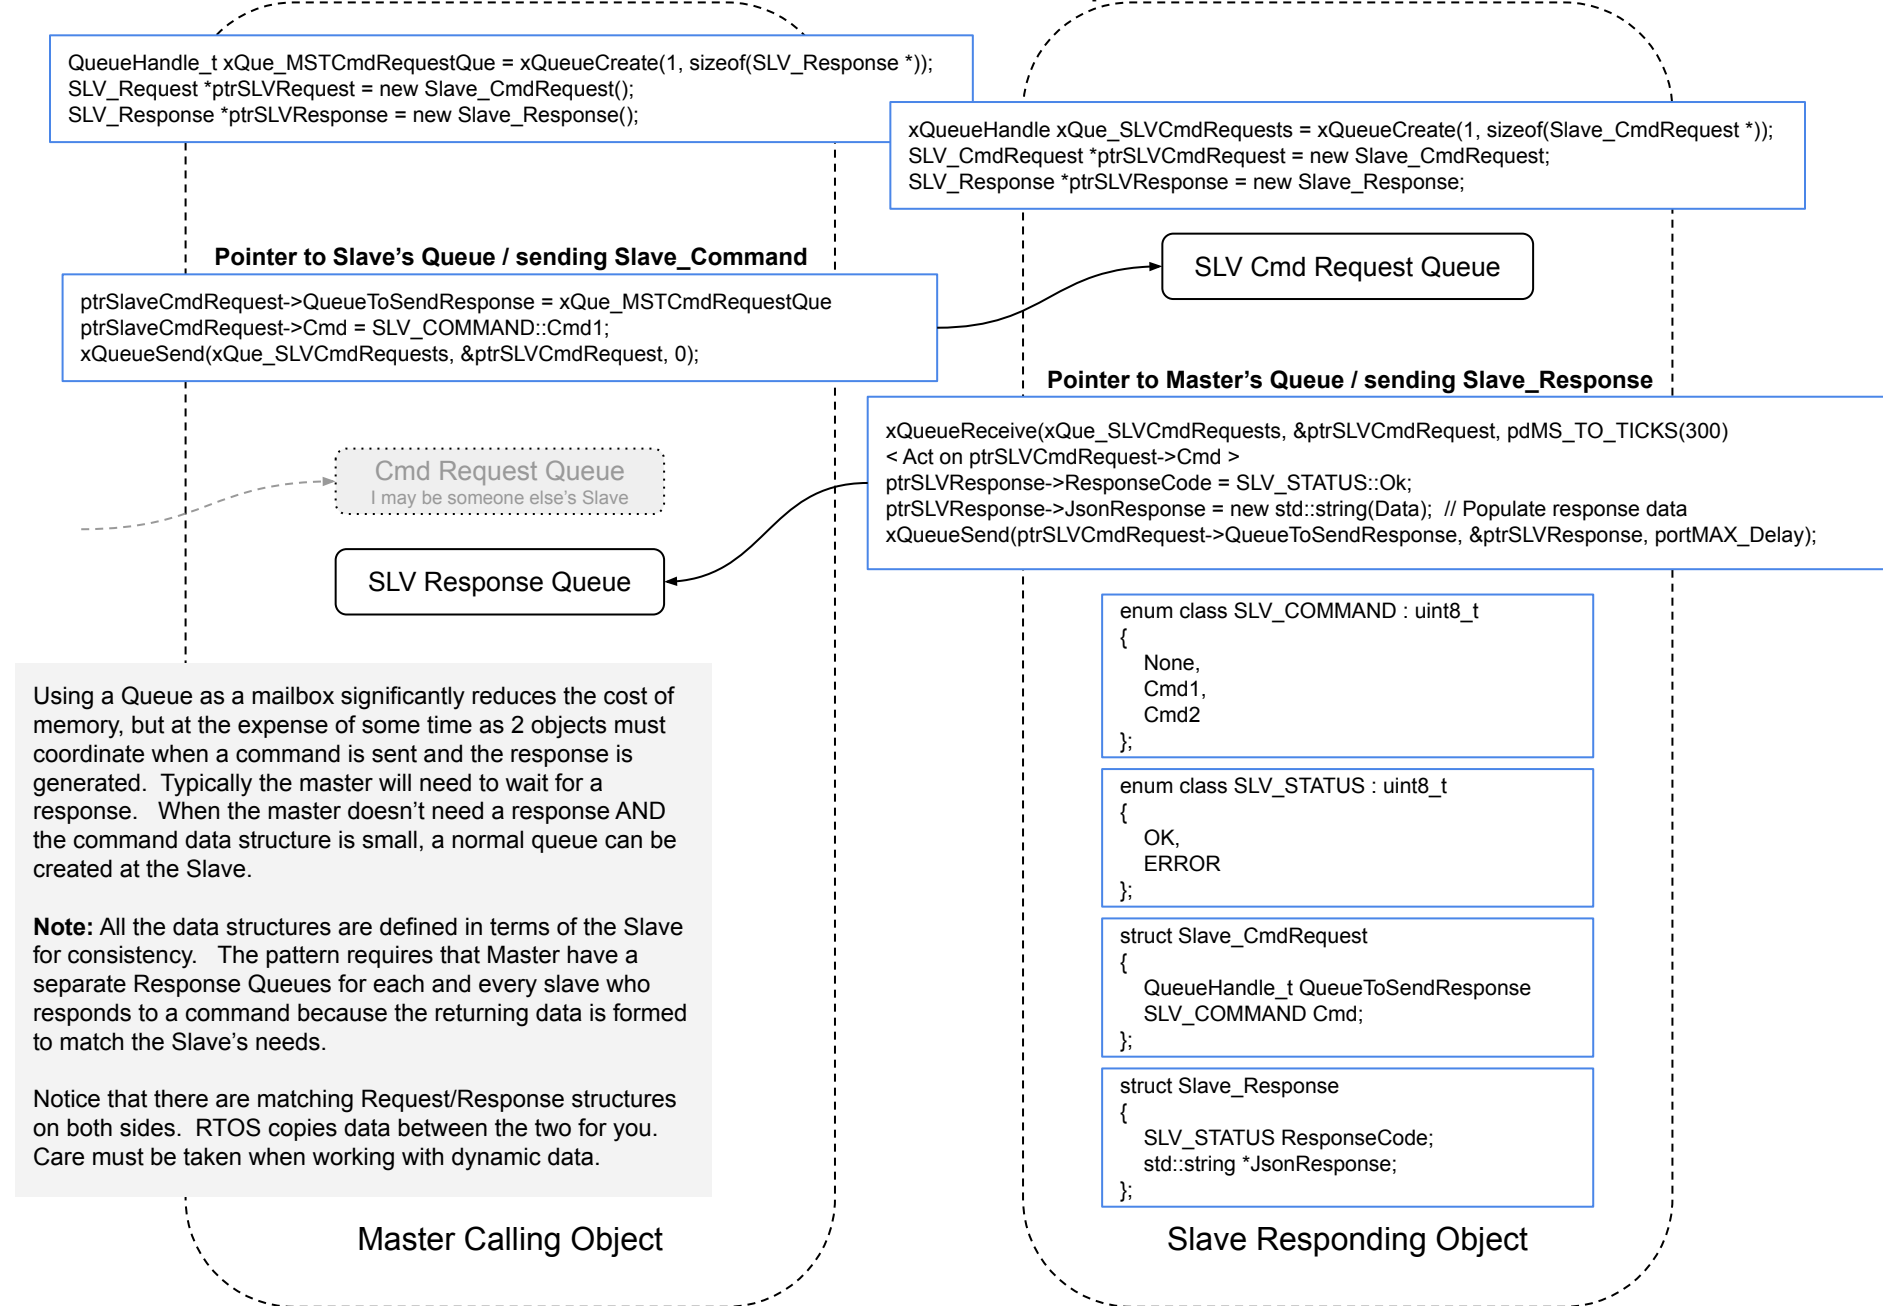 QueueHandle_t xQue_MSTCmdRequestQue = xQueueCreate(1, sizeof(SLV_Response *));
SLV_Request *ptrSLVRequest = new Slave_CmdRequest();
SLV_Response *ptrSLVResponse = new Slave_Response();
xQueueHandle xQue_SLVCmdRequests = xQueueCreate(1, sizeof(Slave_CmdRequest *));
SLV_CmdRequest *ptrSLVCmdRequest = new Slave_CmdRequest;
SLV_Response *ptrSLVResponse = new Slave_Response;
Pointer to Slave’s Queue / sending Slave_Command
ptrSlaveCmdRequest->QueueToSendResponse = xQue_MSTCmdRequestQue
ptrSlaveCmdRequest->Cmd = SLV_COMMAND::Cmd1;
xQueueSend(xQue_SLVCmdRequests, &ptrSLVCmdRequest, 0);
SLV Cmd Request Queue
Pointer to Master’s Queue / sending Slave_Response
xQueueReceive(xQue_SLVCmdRequests, &ptrSLVCmdRequest, pdMS_TO_TICKS(300)
< Act on ptrSLVCmdRequest->Cmd >
ptrSLVResponse->ResponseCode = SLV_STATUS::Ok;
ptrSLVResponse->JsonResponse = new std::string(Data);  // Populate response data
xQueueSend(ptrSLVCmdRequest->QueueToSendResponse, &ptrSLVResponse, portMAX_Delay);
Cmd Request Queue
I may be someone else’s Slave
SLV Response Queue
Using a Queue as a mailbox significantly reduces the cost of
memory, but at the expense of some time as 2 objects must
coordinate when a command is sent and the response is
generated.  Typically the master will need to wait for a
response.   When the master doesn’t need a response AND
the command data structure is small, a normal queue can be
created at the Slave.
Note: All the data structures are defined in terms of the Slave
for consistency.   The pattern requires that Master have a
separate Response Queues for each and every slave who
responds to a command because the returning data is formed
to match the Slave’s needs.
Notice that there are matching Request/Response structures
on both sides.  RTOS copies data between the two for you.
Care must be taken when working with dynamic data.
enum class SLV_COMMAND : uint8_t
{
None,
Cmd1,
Cmd2
};
enum class SLV_STATUS : uint8_t
{
OK,
ERROR
};
struct Slave_CmdRequest
{
QueueHandle_t QueueToSendResponse
SLV_COMMAND Cmd;
};
struct Slave_Response
{
SLV_STATUS ResponseCode;
std::string *JsonResponse;
};
Master Calling Object
Slave Responding Object